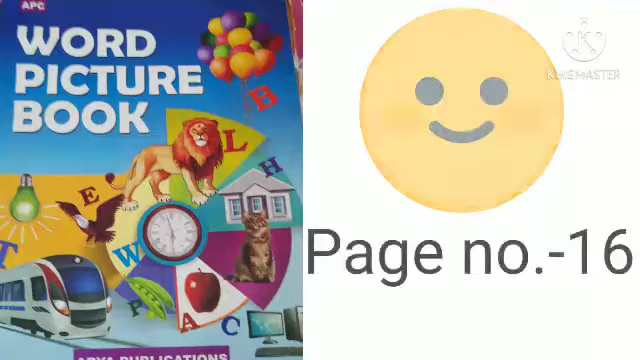 APC
WORD
PICTURE
BOOK
B
L
H
E
W
T
P
A
C
ARYA PUBLICATIONS
KINEMASTER
Page no.-16